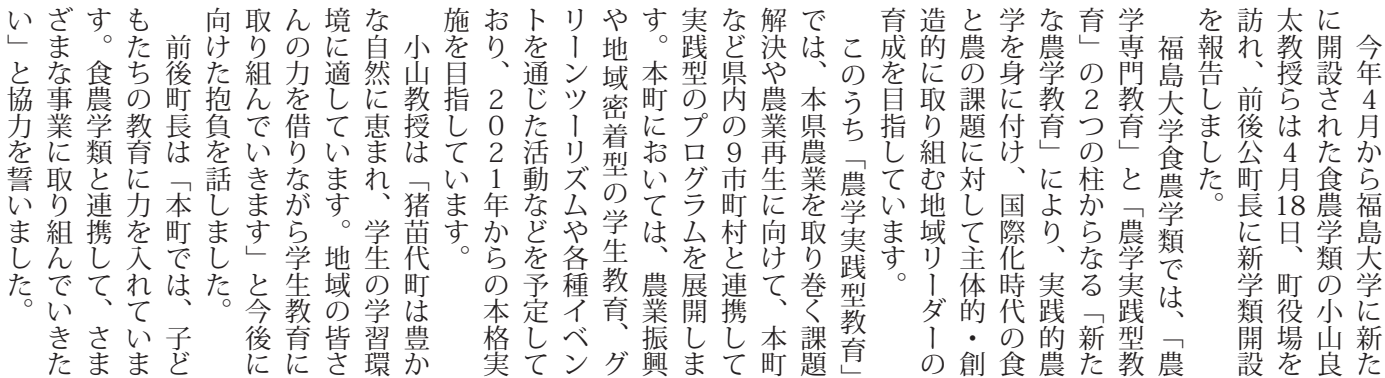 今年４月から福島大学に新た
に開設された食農学類の小山良
太教授らは４月18日、町役場を
訪れ、前後公町長に新学類開設
を報告しました。
　福島大学食農学類では、「農
学専門教育」と「農学実践型教
育」の２つの柱からなる「新た
な農学教育」により、実践的農
学を身に付け、国際化時代の食
と農の課題に対して主体的・創
造的に取り組む地域リーダーの
育成を目指しています。
　このうち「農学実践型教育」
では、本県農業を取り巻く課題
解決や農業再生に向けて、本町
など県内の９市町村と連携して
実践型のプログラムを展開しま
す。本町においては、農業振興
や地域密着型の学生教育、グ
リーンツーリズムや各種イベン
トを通じた活動などを予定して
おり、２０２１年からの本格実
施を目指しています。
　小山教授は「猪苗代町は豊か
な自然に恵まれ、学生の学習環
境に適しています。地域の皆さ
んの力を借りながら学生教育に
取り組んでいきます」と今後に
向けた抱負を話しました。
　前後町長は「本町では、子ど
もたちの教育に力を入れていま
す。食農学類と連携して、さま
ざまな事業に取り組んでいきた
い」と協力を誓いました。